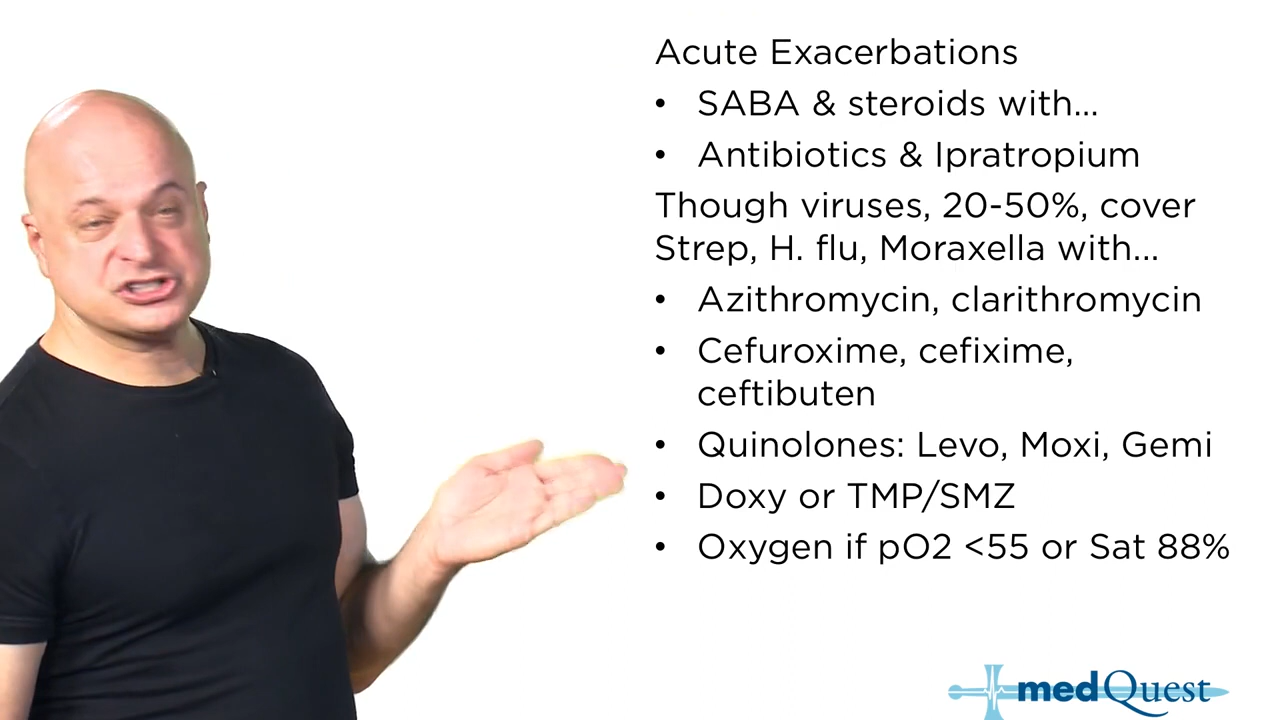 Acute Exacerbations
• SABA & steroids with...
• Antibiotics & Ipratropium
Though viruses, 20-50%, cover
Strep, H. flu, Moraxella with...
• Azithromycin, clarithromycin
• Cefuroxime, cefixime,
ceftibuten
• Quinolones: Levo, Moxi, Gemi
• Doxy or TMP/SMZ
• Oxygen if pO2 <55 or Sat 88%
medQuest